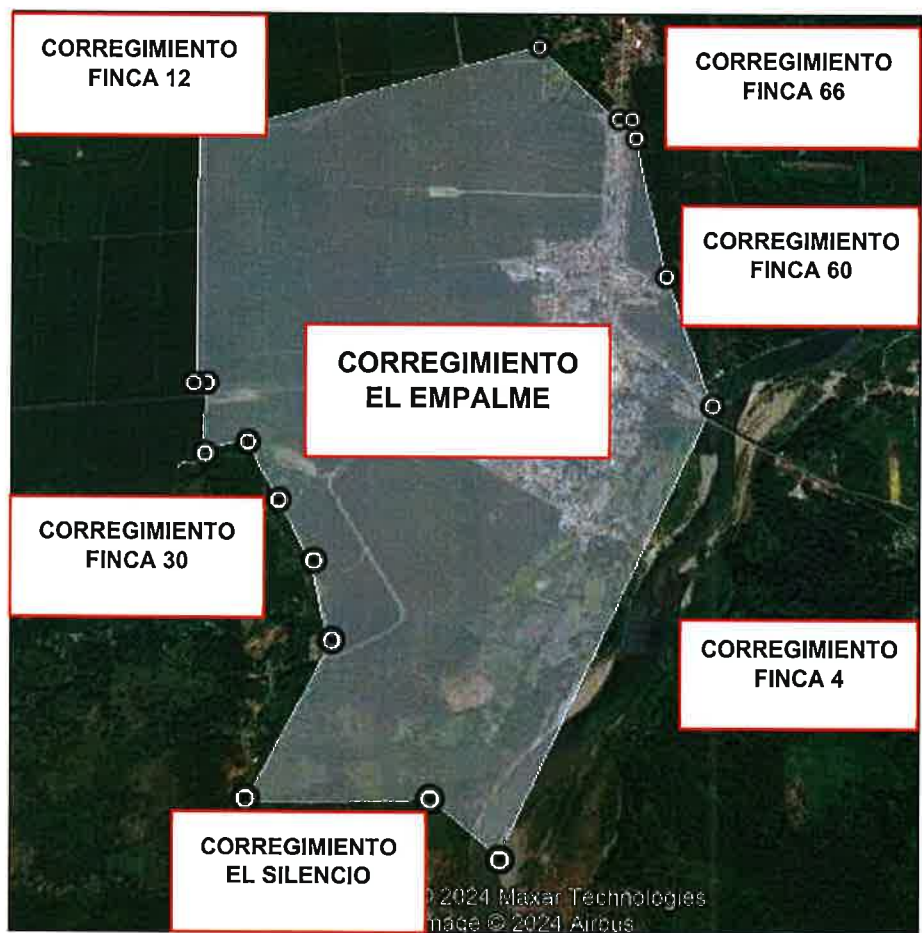 CORREGIMIENTO
FINCA 12
CORREGIMIENTO
FINCA 66
CORREGIMIENTO
FINCA 60
CORREGIMIENTO
EL EMPALME
CORREGIMIENTO
FINCA 30
CORREGIMIENTO
FINCA 4
CORREGIMIENTO
EL SILENCIO
2024 Maxar Technologies
© 2024 Airbus